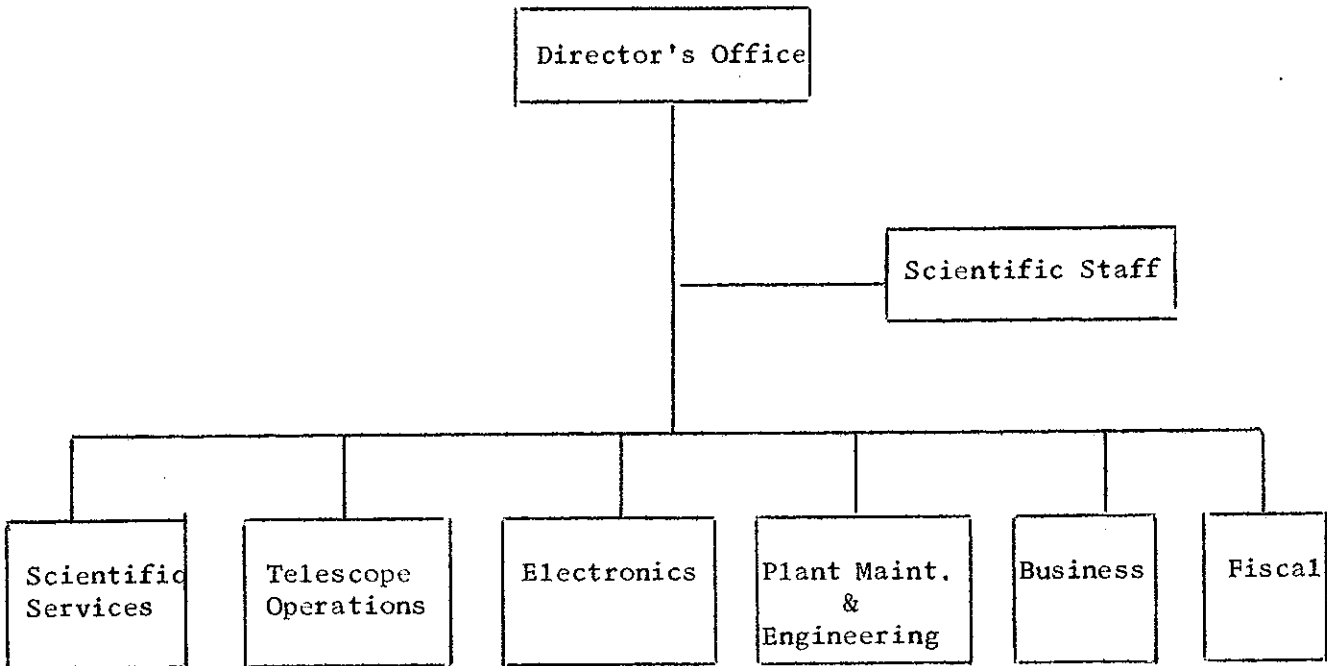 Director's Office
Scientific Staff
Scientific
Services
Telescope
Operations
Electronics
Plant Maint.
&
Engineering
Business
Fiscal